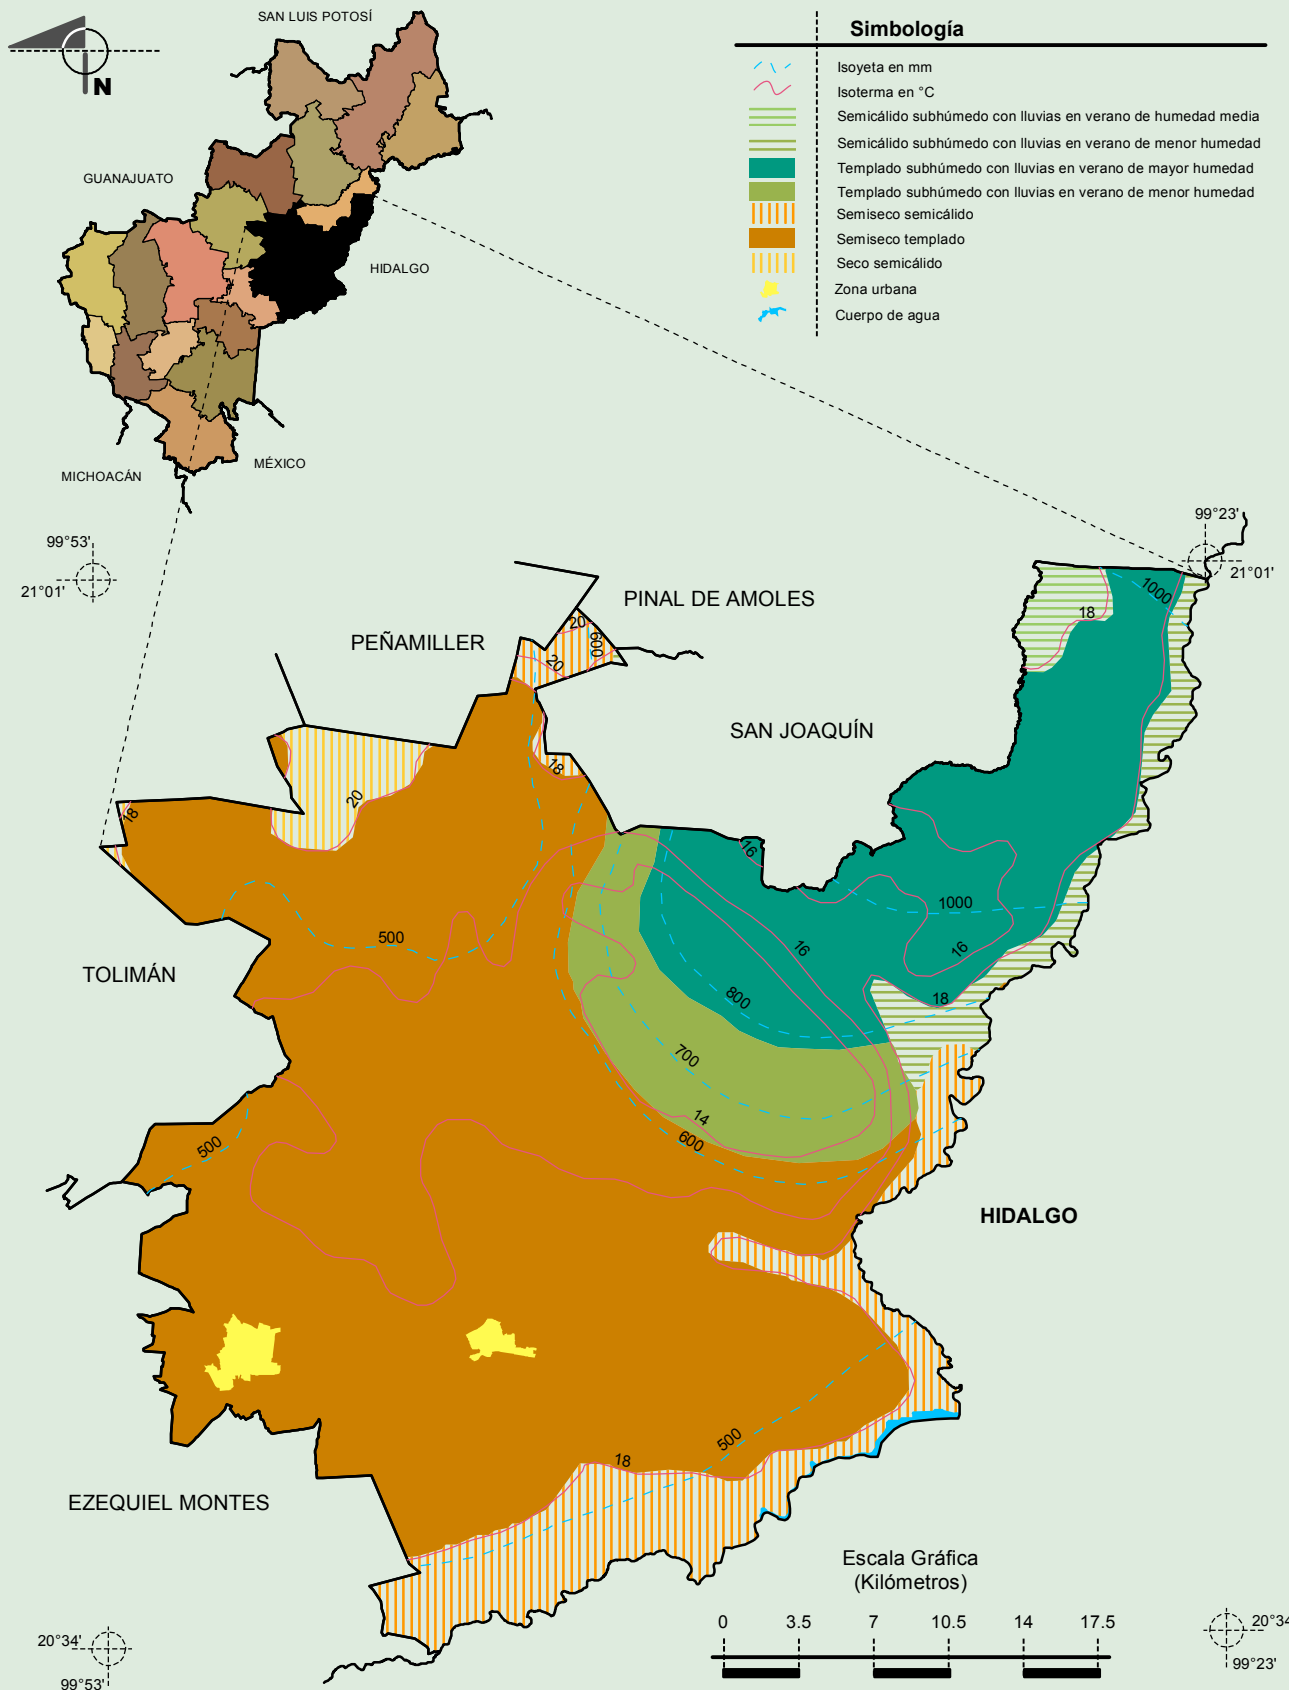 SAN LUIS POTOSÍ
N
GUANAJUATO
HIDALGO
MICHOACÁN
MÉXICO
Simbología
Isoyeta en mm
Isoterma en °C
Semicálido subhúmedo con lluvias en verano de humedad media
Semicálido subhúmedo con lluvias en verano de menor humedad
Templado subhúmedo con lluvias en verano de mayor humedad
Templado subhúmedo con lluvias en verano de menor humedad
Semiseco semicálido
Semiseco templado
Seco semicálido
Zona urbana
Cuerpo de agua
99°53'
21°01'
99°23'
21°01'
PINAL DE AMOLES
PEÑAMILLER
SAN JOAQUÍN
TOLIMÁN
HIDALGO
EZEQUIEL MONTES
1000
18
20
600
20
18
20
18
16
500
1000
16
16
18
800
700
14
600
500
500
18
Escala Gráfica
(Kilómetros)
0 3.5 7 10.5 14 17.5
20°34'
99°53'
20°34
99°23'